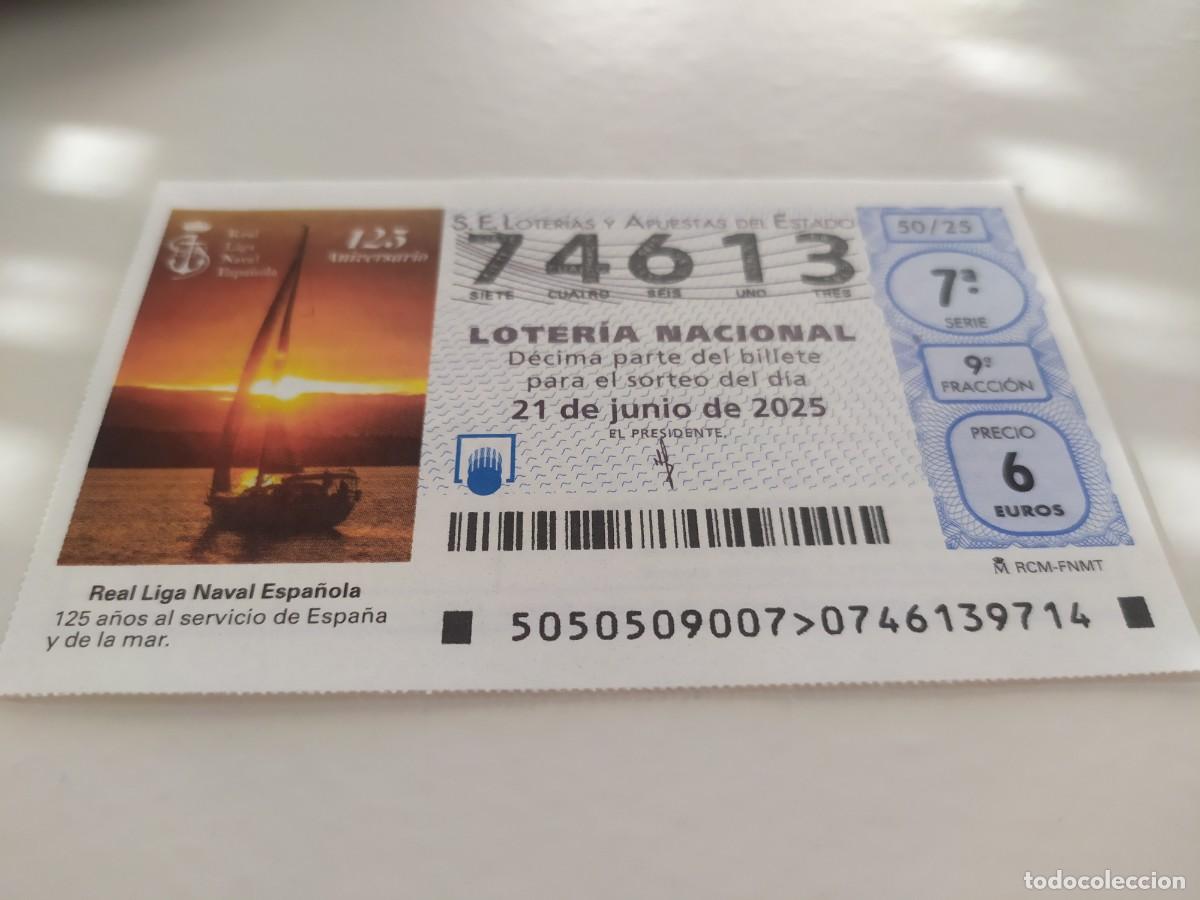 Real
Liga
Naval
Española
125
Aniversario
S. E. LOTERÍAS Y APUESTAS DEL ESTADO
74613
SIETE CUATRO SEIS UNO TRES
LOTERÍA NACIONAL
Décima parte del billete
para el sorteo del día
21 de junio de 2025
EL PRESIDENTE,
50/25
7ª
SERIE
9ª
FRACCIÓN
PRECIO
6
EUROS
RCM-FNMT
Real Liga Naval Española
125 años al servicio de España
y de la mar.
5050509007>0746139714
todocoleccion